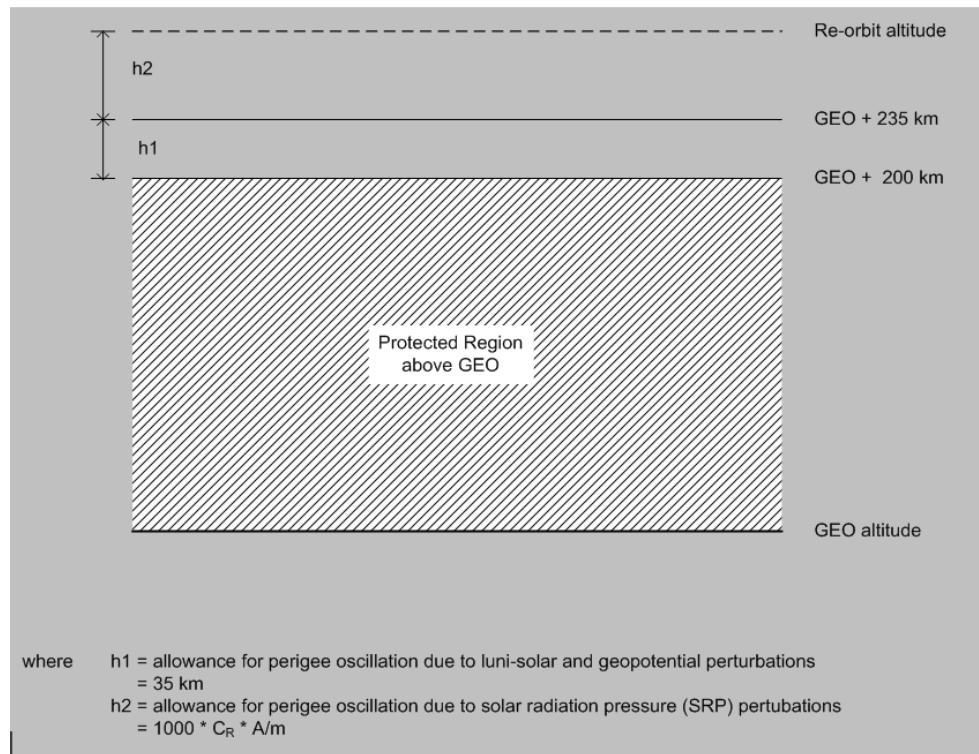 Re-orbit altitude
h2
GEO + 235 km
h1
GEO +  200 km
Protected Region
above GEO
GEO altitude
where h1 = allowance for perigee oscillation due to luni-solar and geopotential perturbations
= 35 km
h2 = allowance for perigee oscillation due to solar radiation pressure (SRP) pertubations
= 1000 * CR * A/m